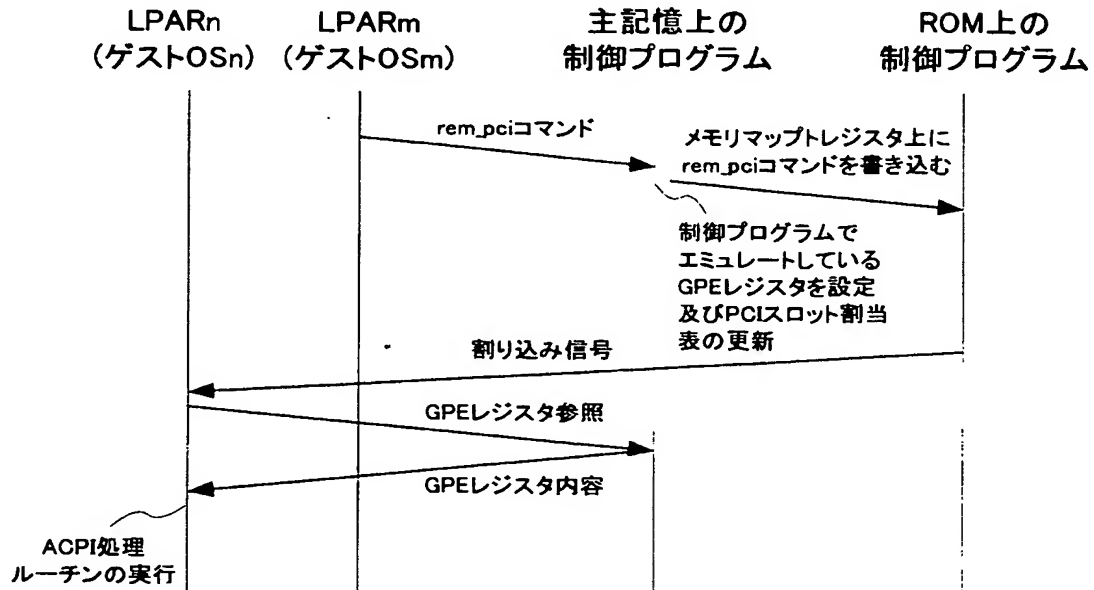 LPARn
(ゲストOSn)
LPARm
(ゲストOSm)
主記憶上の
制御プログラム
ROM上の
制御プログラム
rem_pciコマンド
メモリマップトレジスタ上に
rem_pciコマンドを書き込む
制御プログラムで
エミュレートしている
GPEレジスタを設定
及びPCIスロット割当
表の更新
割り込み信号
GPEレジスタ参照
GPEレジスタ内容
ACPI処理
ルーチンの実行